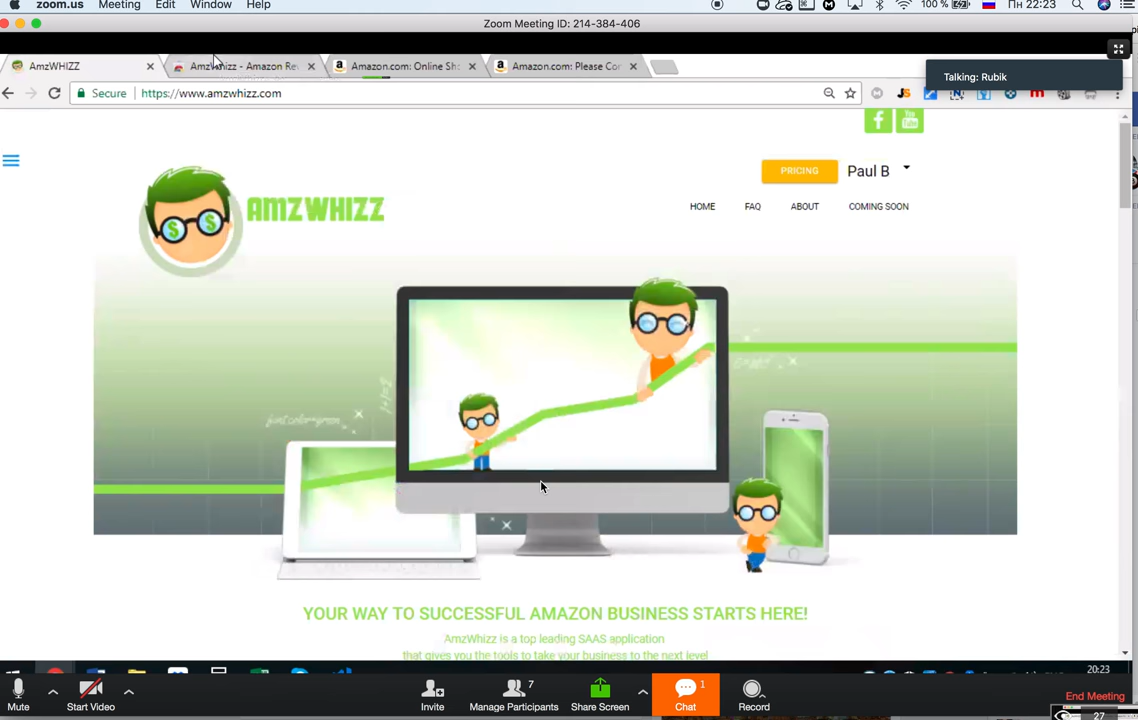 zoom.us Meeting Edit Window Help 100 % Пн 22:23
Zoom Meeting ID: 214-384-406
AmzWHIZZ AmzWhizz - Amazon Re Amazon.com: Online Sh Amazon.com: Please Co
Talking: Rubik
Secure https://www.amzwhizz.com
You Tube
PRICING Paul B
AMZWHIZZ
HOME FAQ ABOUT COMING SOON
YOUR WAY TO SUCCESSFUL AMAZON BUSINESS STARTS HERE!
AmzWhizz is a top leading SAAS application
that gives you the tools to take your business to the next level
20:23
7 1
Mute Start Video Invite Manage Participants Share Screen Chat Record End Meeting
27